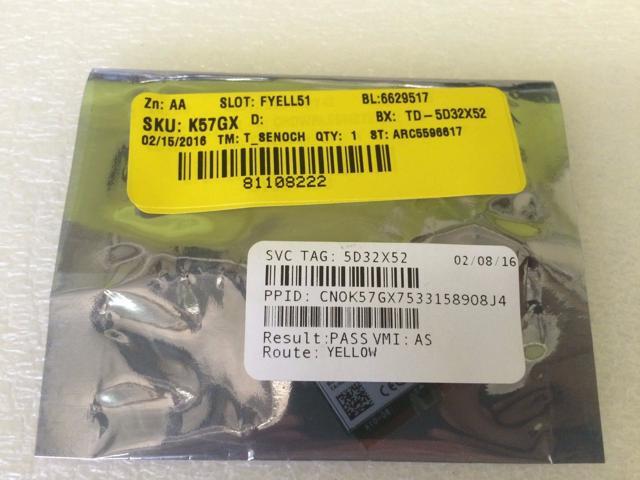 Zn: AA SLOT: FYELL51 BL:6629517
SKU: K57GX D: BX: TD-5D32X52
02/15/2016 TM: T_SENOCH QTY: 1 ST: ARC5596617
81108222
SVC TAG: 5D32X52 02/08/16
PPID: CN0K57GX7533158908J4
Result:PASS VMI: AS
Route: YELLOW